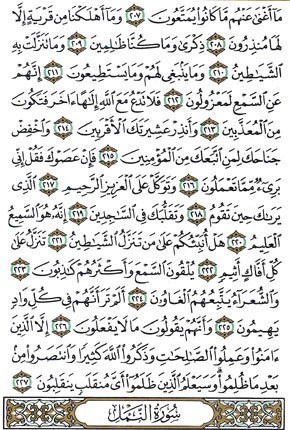 مَآ أَغْنَىٰ عَنْهُم مَّا كَانُوا۟ يُمَتَّعُونَ ٢٠٧ وَمَآ أَهْلَكْنَا مِن قَرْيَةٍ إِلَّا
لَهَا مُنذِرُونَ ٢٠٨ ذِكْرَىٰ وَمَا كُنَّا ظَـٰلِمِينَ ٢٠٩ وَمَا تَنَزَّلَتْ بِهِ
ٱلشَّيَـٰطِينُ ٢١٠ وَمَا يَنۢبَغِى لَهُمْ وَمَا يَسْتَطِيعُونَ ٢١١ إِنَّهُمْ
عَنِ ٱلسَّمْعِ لَمَعْزُولُونَ ٢١٢ فَلَا تَدْعُ مَعَ ٱللَّهِ إِلَـٰهًا ءَاخَرَ فَتَكُونَ
مِنَ ٱلْمُعَذَّبِينَ ٢١٣ وَأَنذِرْ عَشِيرَتَكَ ٱلْأَقْرَبِينَ ٢١٤ وَٱخْفِضْ
جَنَاحَكَ لِمَنِ ٱتَّبَعَكَ مِنَ ٱلْمُؤْمِنِينَ ٢١٥ فَإِنْ عَصَوْكَ فَقُلْ إِنِّى
بَرِىٓءٌ مِّمَّا تَعْمَلُونَ ٢١٦ وَتَوَكَّلْ عَلَى ٱلْعَزِيزِ ٱلرَّحِيمِ ٢١٧ ٱلَّذِى
يَرَىٰكَ حِينَ تَقُومُ ٢١٨ وَتَقَلُّبَكَ فِى ٱلسَّـٰجِدِينَ ٢١٩ إِنَّهُۥ هُوَ ٱلسَّمِيعُ
ٱلْعَلِيمُ ٢٢٠ هَلْ أُنَبِّئُكُمْ عَلَىٰ مَن تَنَزَّلُ ٱلشَّيَـٰطِينُ ٢٢١ تَنَزَّلُ عَلَىٰ
كُلِّ أَفَّاكٍ أَثِيمٍ ٢٢٢ يُلْقُونَ ٱلسَّمْعَ وَأَكْثَرُهُمْ كَـٰذِبُونَ ٢٢٣
وَٱلشُّعَرَآءُ يَتَّبِعُهُمُ ٱلْغَاوُۥنَ ٢٢٤ أَلَمْ تَرَ أَنَّهُمْ فِى كُلِّ وَادٍ
يَهِيمُونَ ٢٢٥ وَأَنَّهُمْ يَقُولُونَ مَا لَا يَفْعَلُونَ ٢٢٦ إِلَّا ٱلَّذِينَ
ءَامَنُوا۟ وَعَمِلُوا۟ ٱلصَّـٰلِحَـٰتِ وَذَكَرُوا۟ ٱللَّهَ كَثِيرًا وَٱنتَصَرُوا۟ مِنۢ
بَعْدِ مَا ظُلِمُوا۟ ۗ وَسَيَعْلَمُ ٱلَّذِينَ ظَلَمُوٓا۟ أَىَّ مُنقَلَبٍ يَنقَلِبُونَ ٢٢٧
سُورَةُ النَّمْلِ